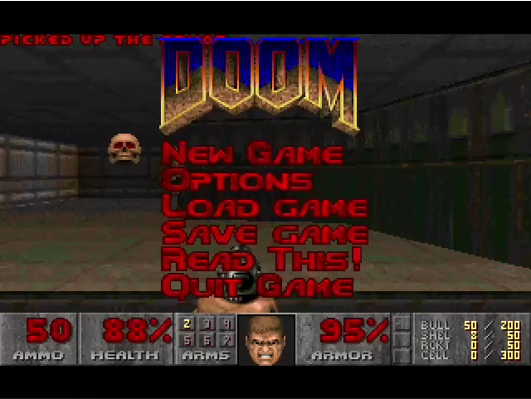 PICKED UP THE ARMOR.
DOOM
NEW GAME
OPTIONS
LOAD GAME
SAVE GAME
READ THIS!
QUIT GAME
50 88% 2 3 4 95% BULL 50 / 200
5 6 7 SHEL 8 / 50
RCKT 0 / 50
AMMO HEALTH ARMS ARMOR CELL 0 / 300